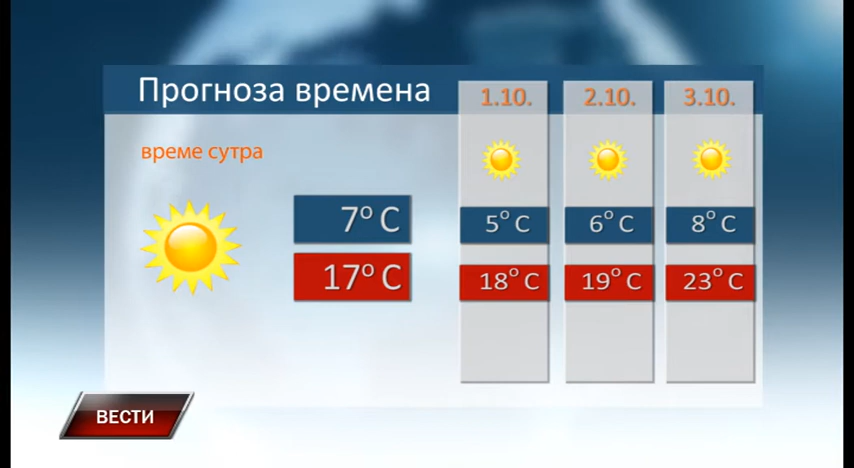 Прогноза времена
време сутра
7° C
17° C
1.10.
5° C
18° C
2.10.
6° C
19° C
3.10.
8° C
23° C
ВЕСТИ